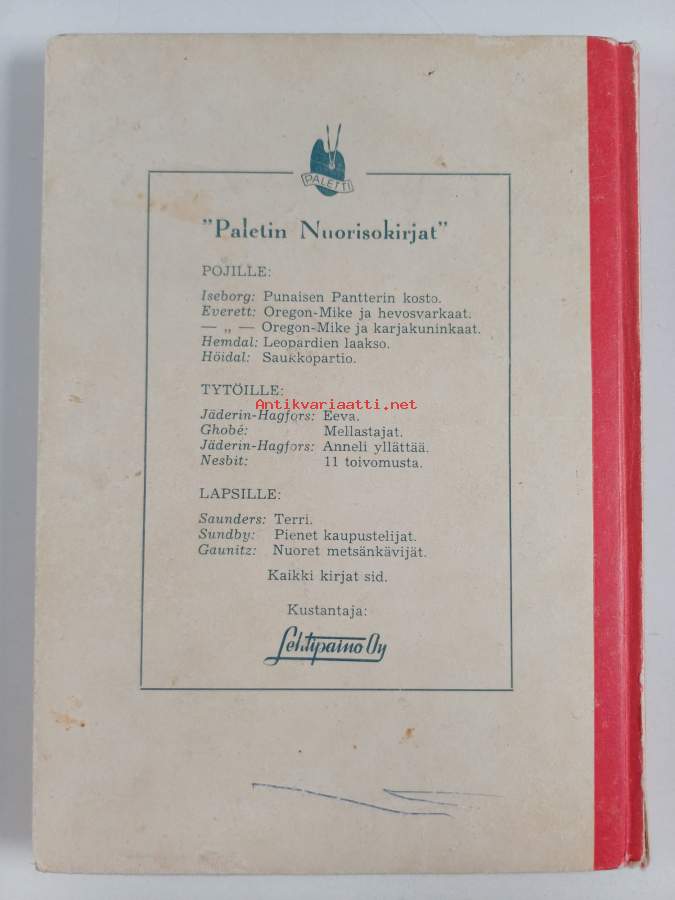 PALETTI
"Paletin Nuorisokirjat"
POJILLE:
Iseborg: Punaisen Pantterin kosto.
Everett: Oregon-Mike ja hevosvarkaat.
— „ — Oregon-Mike ja karjakuninkaat.
Hemdal: Leopardien laakso.
Höidal: Saukkopartio.
TYTÖILLE:
Antikvariaatti.net
Jäderin-Hagfors: Eeva.
Ghobé: Mellastajat.
Jäderin-Hagfors: Anneli yllättää.
Nesbit: 11 toivomusta.
LAPSILLE:
Saunders: Terri.
Sundby: Pienet kaupustelijat.
Gaunitz: Nuoret metsänkävijät.
Kaikki kirjat sid.
Kustantaja:
Lehtipaino Oy